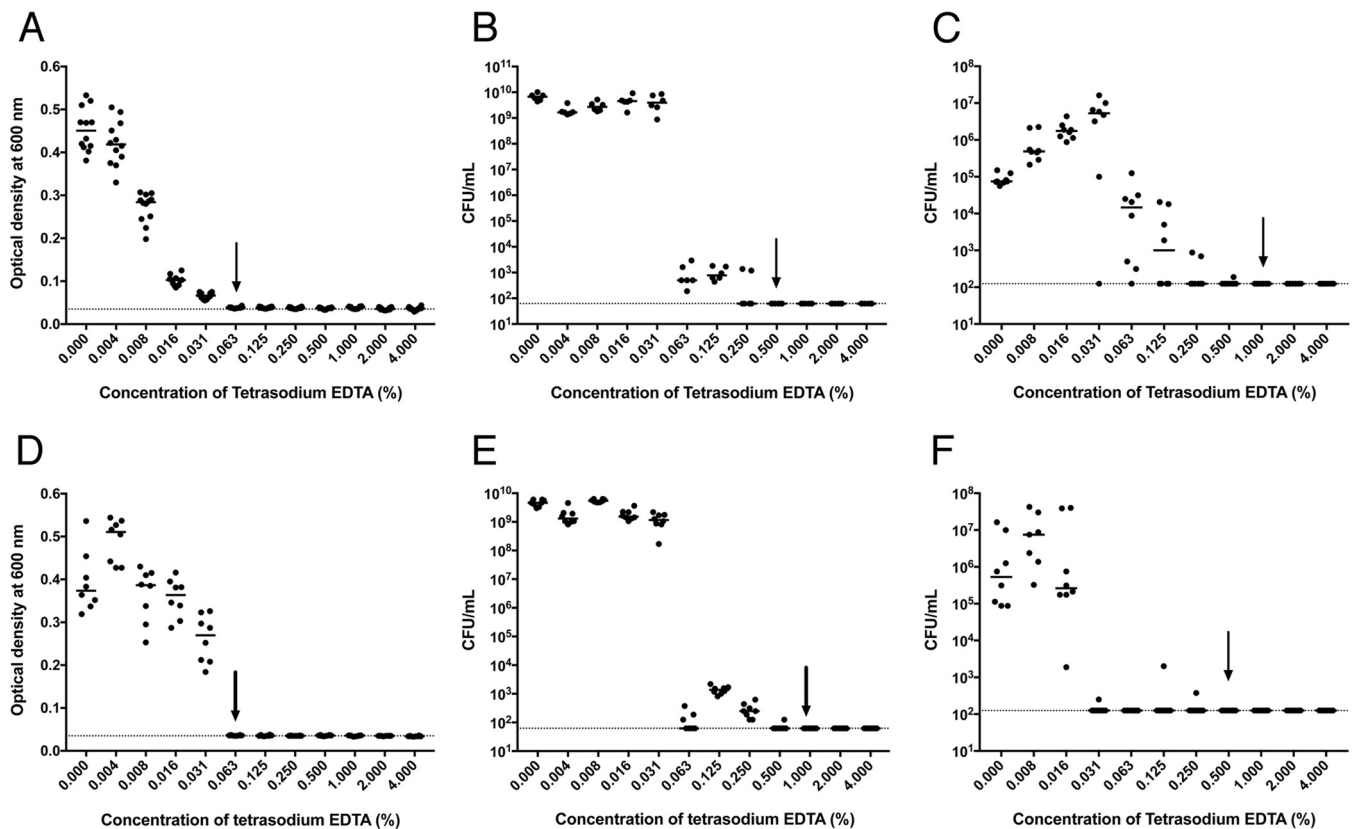 A
Optical density at 600 nm
0.6
0.5
0.4
0.3
0.2
0.1
0.0
0.000 0.004 0.008 0.016 0.031 0.063 0.125 0.250 0.500 1.000 2.000 4.000
Concentration of Tetrasodium EDTA (%)
B
CFU/mL
10¹¹
10¹⁰
10⁹
10⁸
10⁷
10⁶
10⁵
10⁴
10³
10²
10¹
0.000 0.004 0.008 0.016 0.031 0.063 0.125 0.250 0.500 1.000 2.000 4.000
Concentration of Tetrasodium EDTA (%)
C
CFU/mL
10⁸
10⁷
10⁶
10⁵
10⁴
10³
10²
10¹
0.000 0.008 0.016 0.031 0.063 0.125 0.250 0.500 1.000 2.000 4.000
Concentration of Tetrasodium EDTA (%)
D
Optical density at 600 nm
0.6
0.5
0.4
0.3
0.2
0.1
0.0
0.000 0.004 0.008 0.016 0.031 0.063 0.125 0.250 0.500 1.000 2.000 4.000
Concentration of tetrasodium EDTA (%)
E
CFU/mL
10¹⁰
10⁹
10⁸
10⁷
10⁶
10⁵
10⁴
10³
10²
10¹
0.000 0.004 0.008 0.016 0.031 0.063 0.125 0.250 0.500 1.000 2.000 4.000
Concentration of tetrasodium EDTA (%)
F
CFU/mL
10⁸
10⁷
10⁶
10⁵
10⁴
10³
10²
10¹
0.000 0.008 0.016 0.031 0.063 0.125 0.250 0.500 1.000 2.000 4.000
Concentration of Tetrasodium EDTA (%)